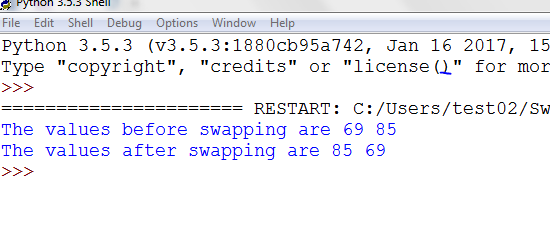 Python 3.5.3 Shell
File Edit Shell Debug Options Window Help
Python 3.5.3 (v3.5.3:1880cb95a742, Jan 16 2017, 15
Type "copyright", "credits" or "license()" for mor
>>>
====================== RESTART: C:/Users/test02/Sw
The values before swapping are 69 85
The values after swapping are 85 69
>>>